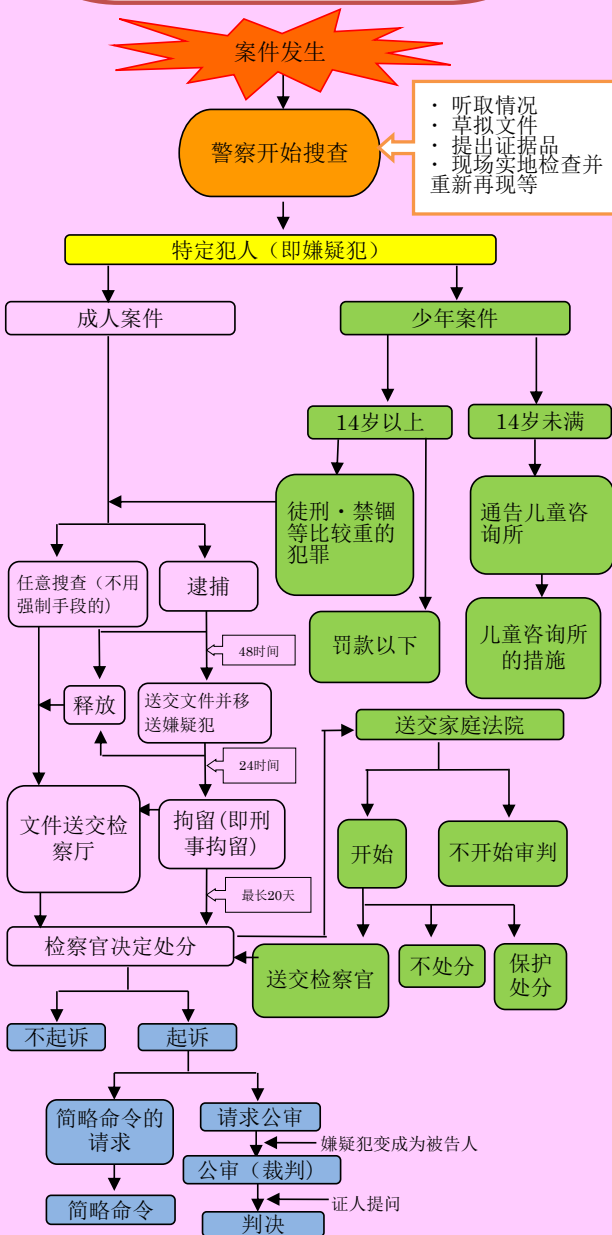 案件发生
警察开始搜查
· 听取情况
· 草拟文件
· 提出证据品
· 现场实地检查并
重新再现等
特定犯人（即嫌疑犯）
成人案件
少年案件
14岁以上
14岁未满
徒刑·禁锢
等比较重的
犯罪
通告儿童咨
询所
任意搜查（不用
强制手段的）
逮捕
罚款以下
儿童咨询所
的措施
48时间
释放
送交文件并移
送嫌疑犯
送交家庭法院
24时间
文件送交检
察厅
拘留(即刑
事拘留)
开始
不开始审判
最长20天
检察官决定处分
送交检察官
不处分
保护
处分
不起诉
起诉
简略命令的
请求
请求公审
嫌疑犯变成为被告人
公审（裁判）
简略命令
证人提问
判决